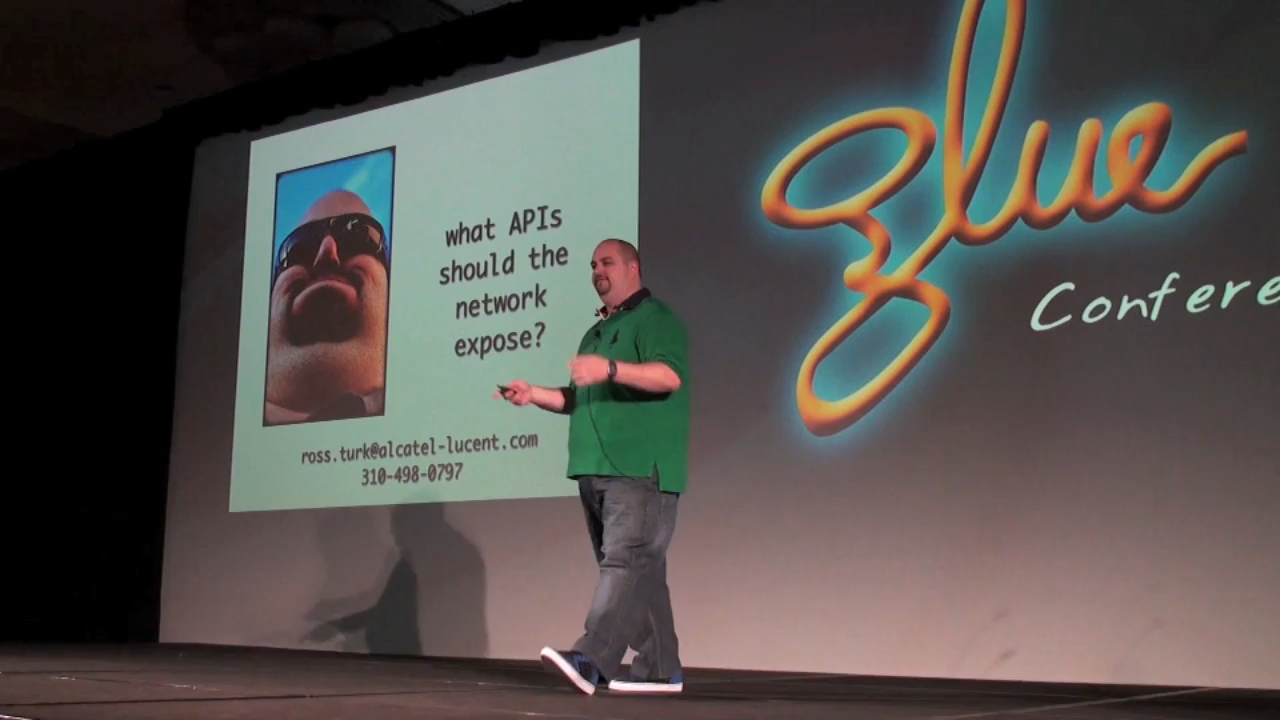 what APIs
should the
network
expose?
ross.turk@alcatel-lucent.com
310-498-0797
glue
Confere